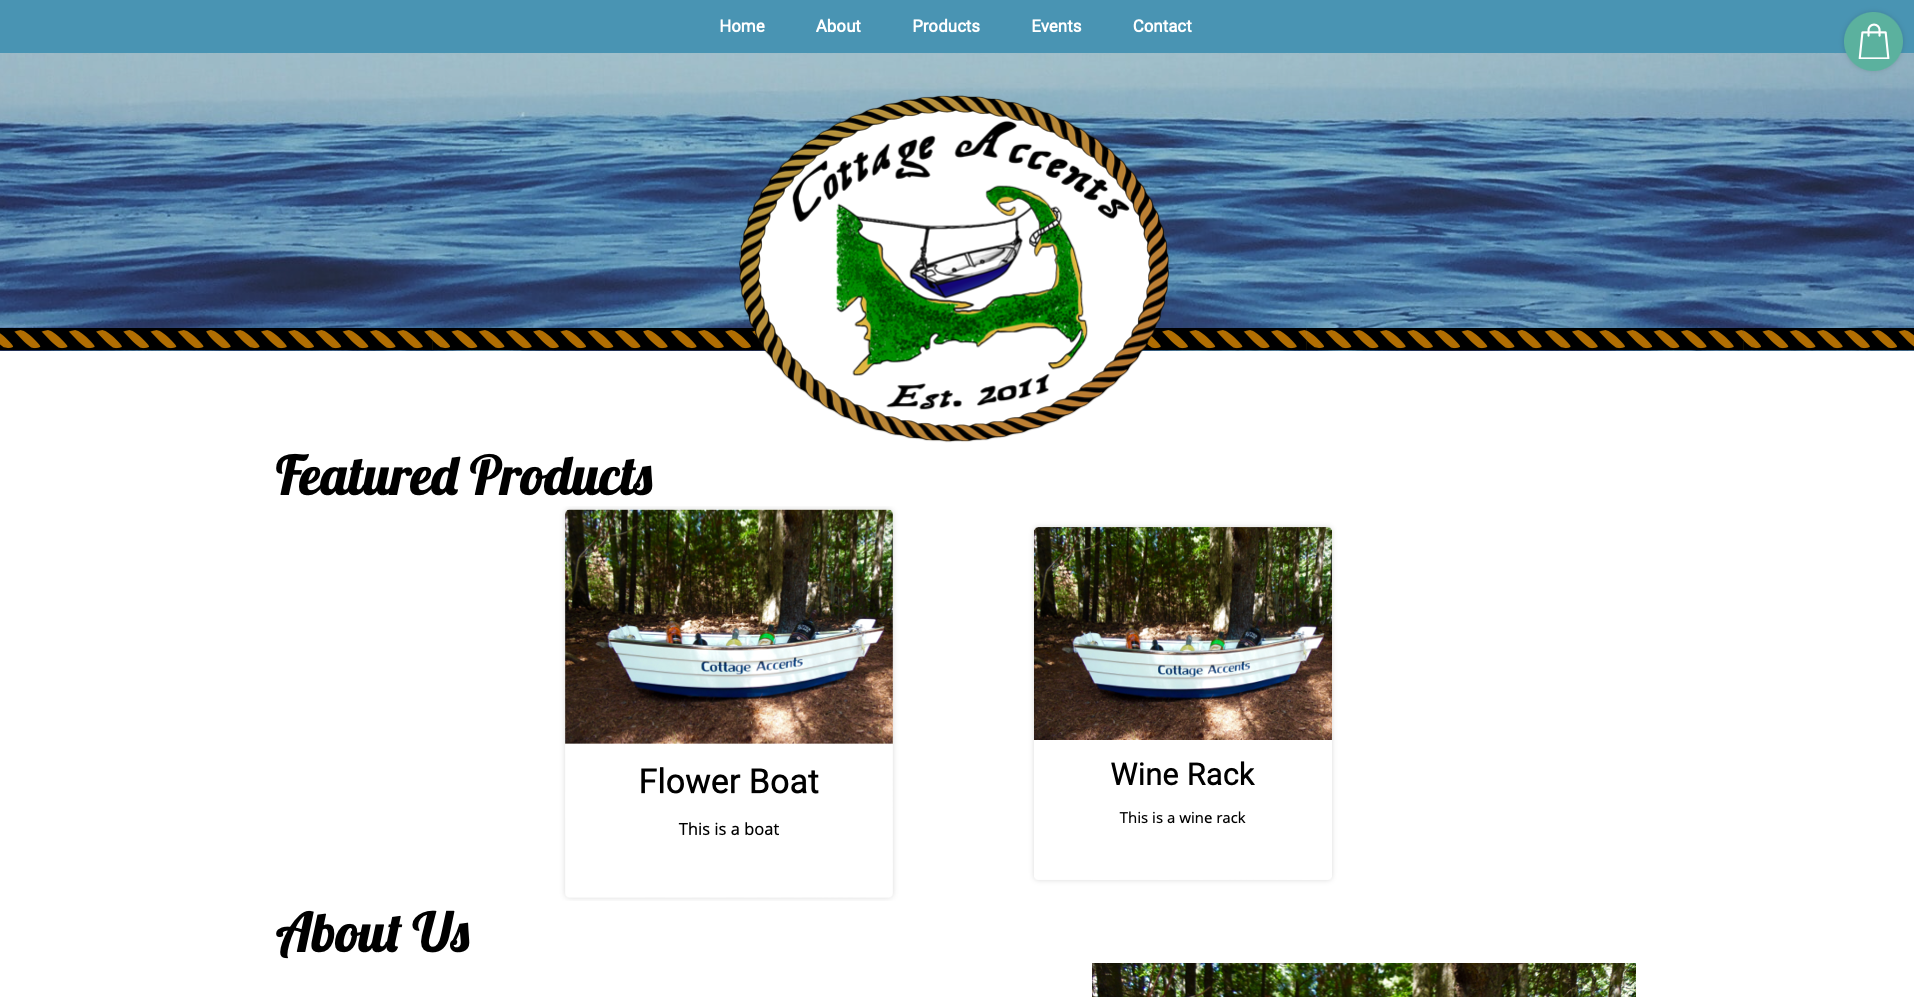 Home About Products Events Contact
Cottage Accents
Est. 2011
Featured Products
Cottage Accents
Cottage Accents
Flower Boat
Wine Rack
This is a boat
This is a wine rack
About Us